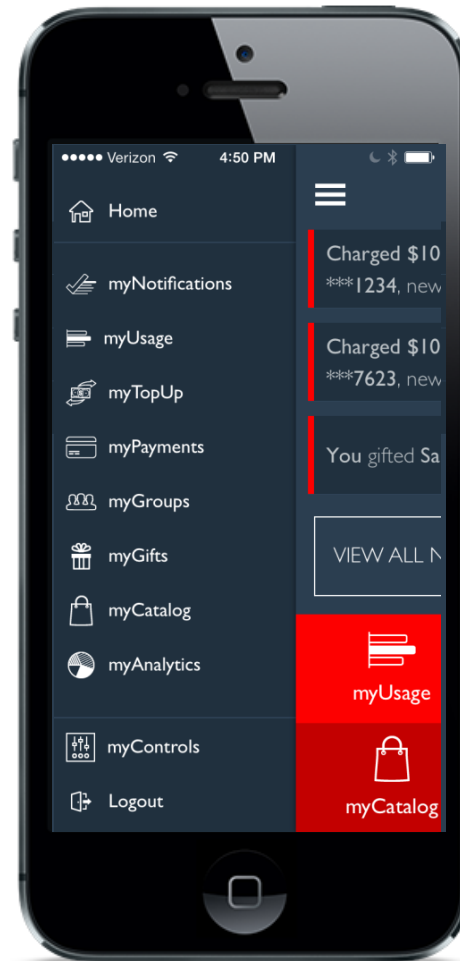 Verizon 4:50 PM
Home
myNotifications
myUsage
myTopUp
myPayments
myGroups
myGifts
myCatalog
myAnalytics
myControls
Logout
Charged $10
***1234, new
Charged $10
***7623, new
You gifted Sa
VIEW ALL N
myUsage
myCatalog